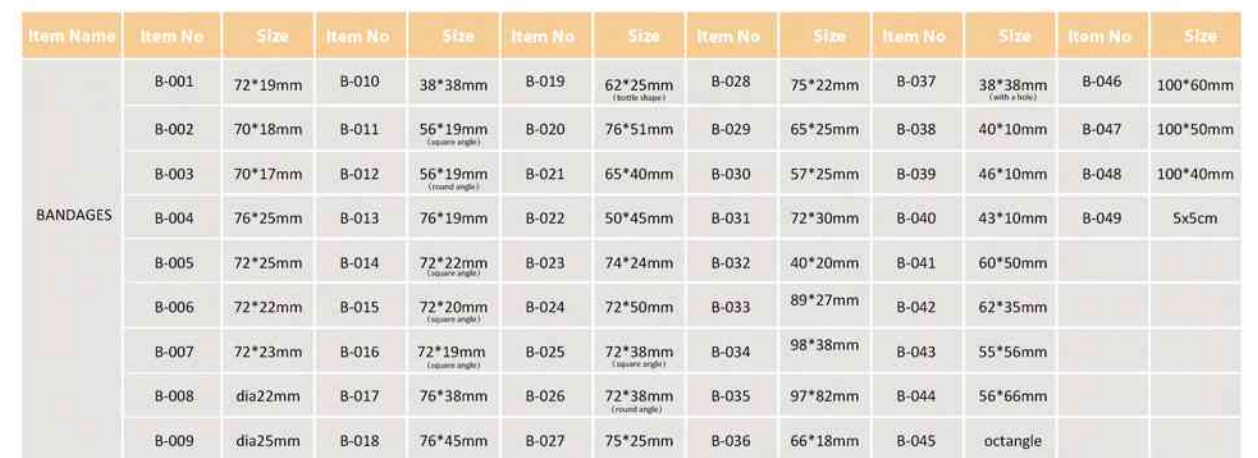 Item Name Item No Size Item No Size Item No Size Item No Size Item No Size Item No Size
B-001 72*19mm B-010 38*38mm B-019 62*25mm B-028 75*22mm B-037 38*38mm B-046 100*60mm
(bottle shape) (with a hole)
B-002 70*18mm B-011 56*19mm B-020 76*51mm B-029 65*25mm B-038 40*10mm B-047 100*50mm
(square angle)
B-003 70*17mm B-012 56*19mm B-021 65*40mm B-030 57*25mm B-039 46*10mm B-048 100*40mm
(round angle)
BANDAGES B-004 76*25mm B-013 76*19mm B-022 50*45mm B-031 72*30mm B-040 43*10mm B-049 5x5cm
B-005 72*25mm B-014 72*22mm B-023 74*24mm B-032 40*20mm B-041 60*50mm
(square angle)
B-006 72*22mm B-015 72*20mm B-024 72*50mm B-033 89*27mm B-042 62*35mm
(square angle)
B-007 72*23mm B-016 72*19mm B-025 72*38mm B-034 98*38mm B-043 55*56mm
(square angle) (square angle)
B-008 dia22mm B-017 76*38mm B-026 72*38mm B-035 97*82mm B-044 56*66mm
(round angle)
B-009 dia25mm B-018 76*45mm B-027 75*25mm B-036 66*18mm B-045 octangle